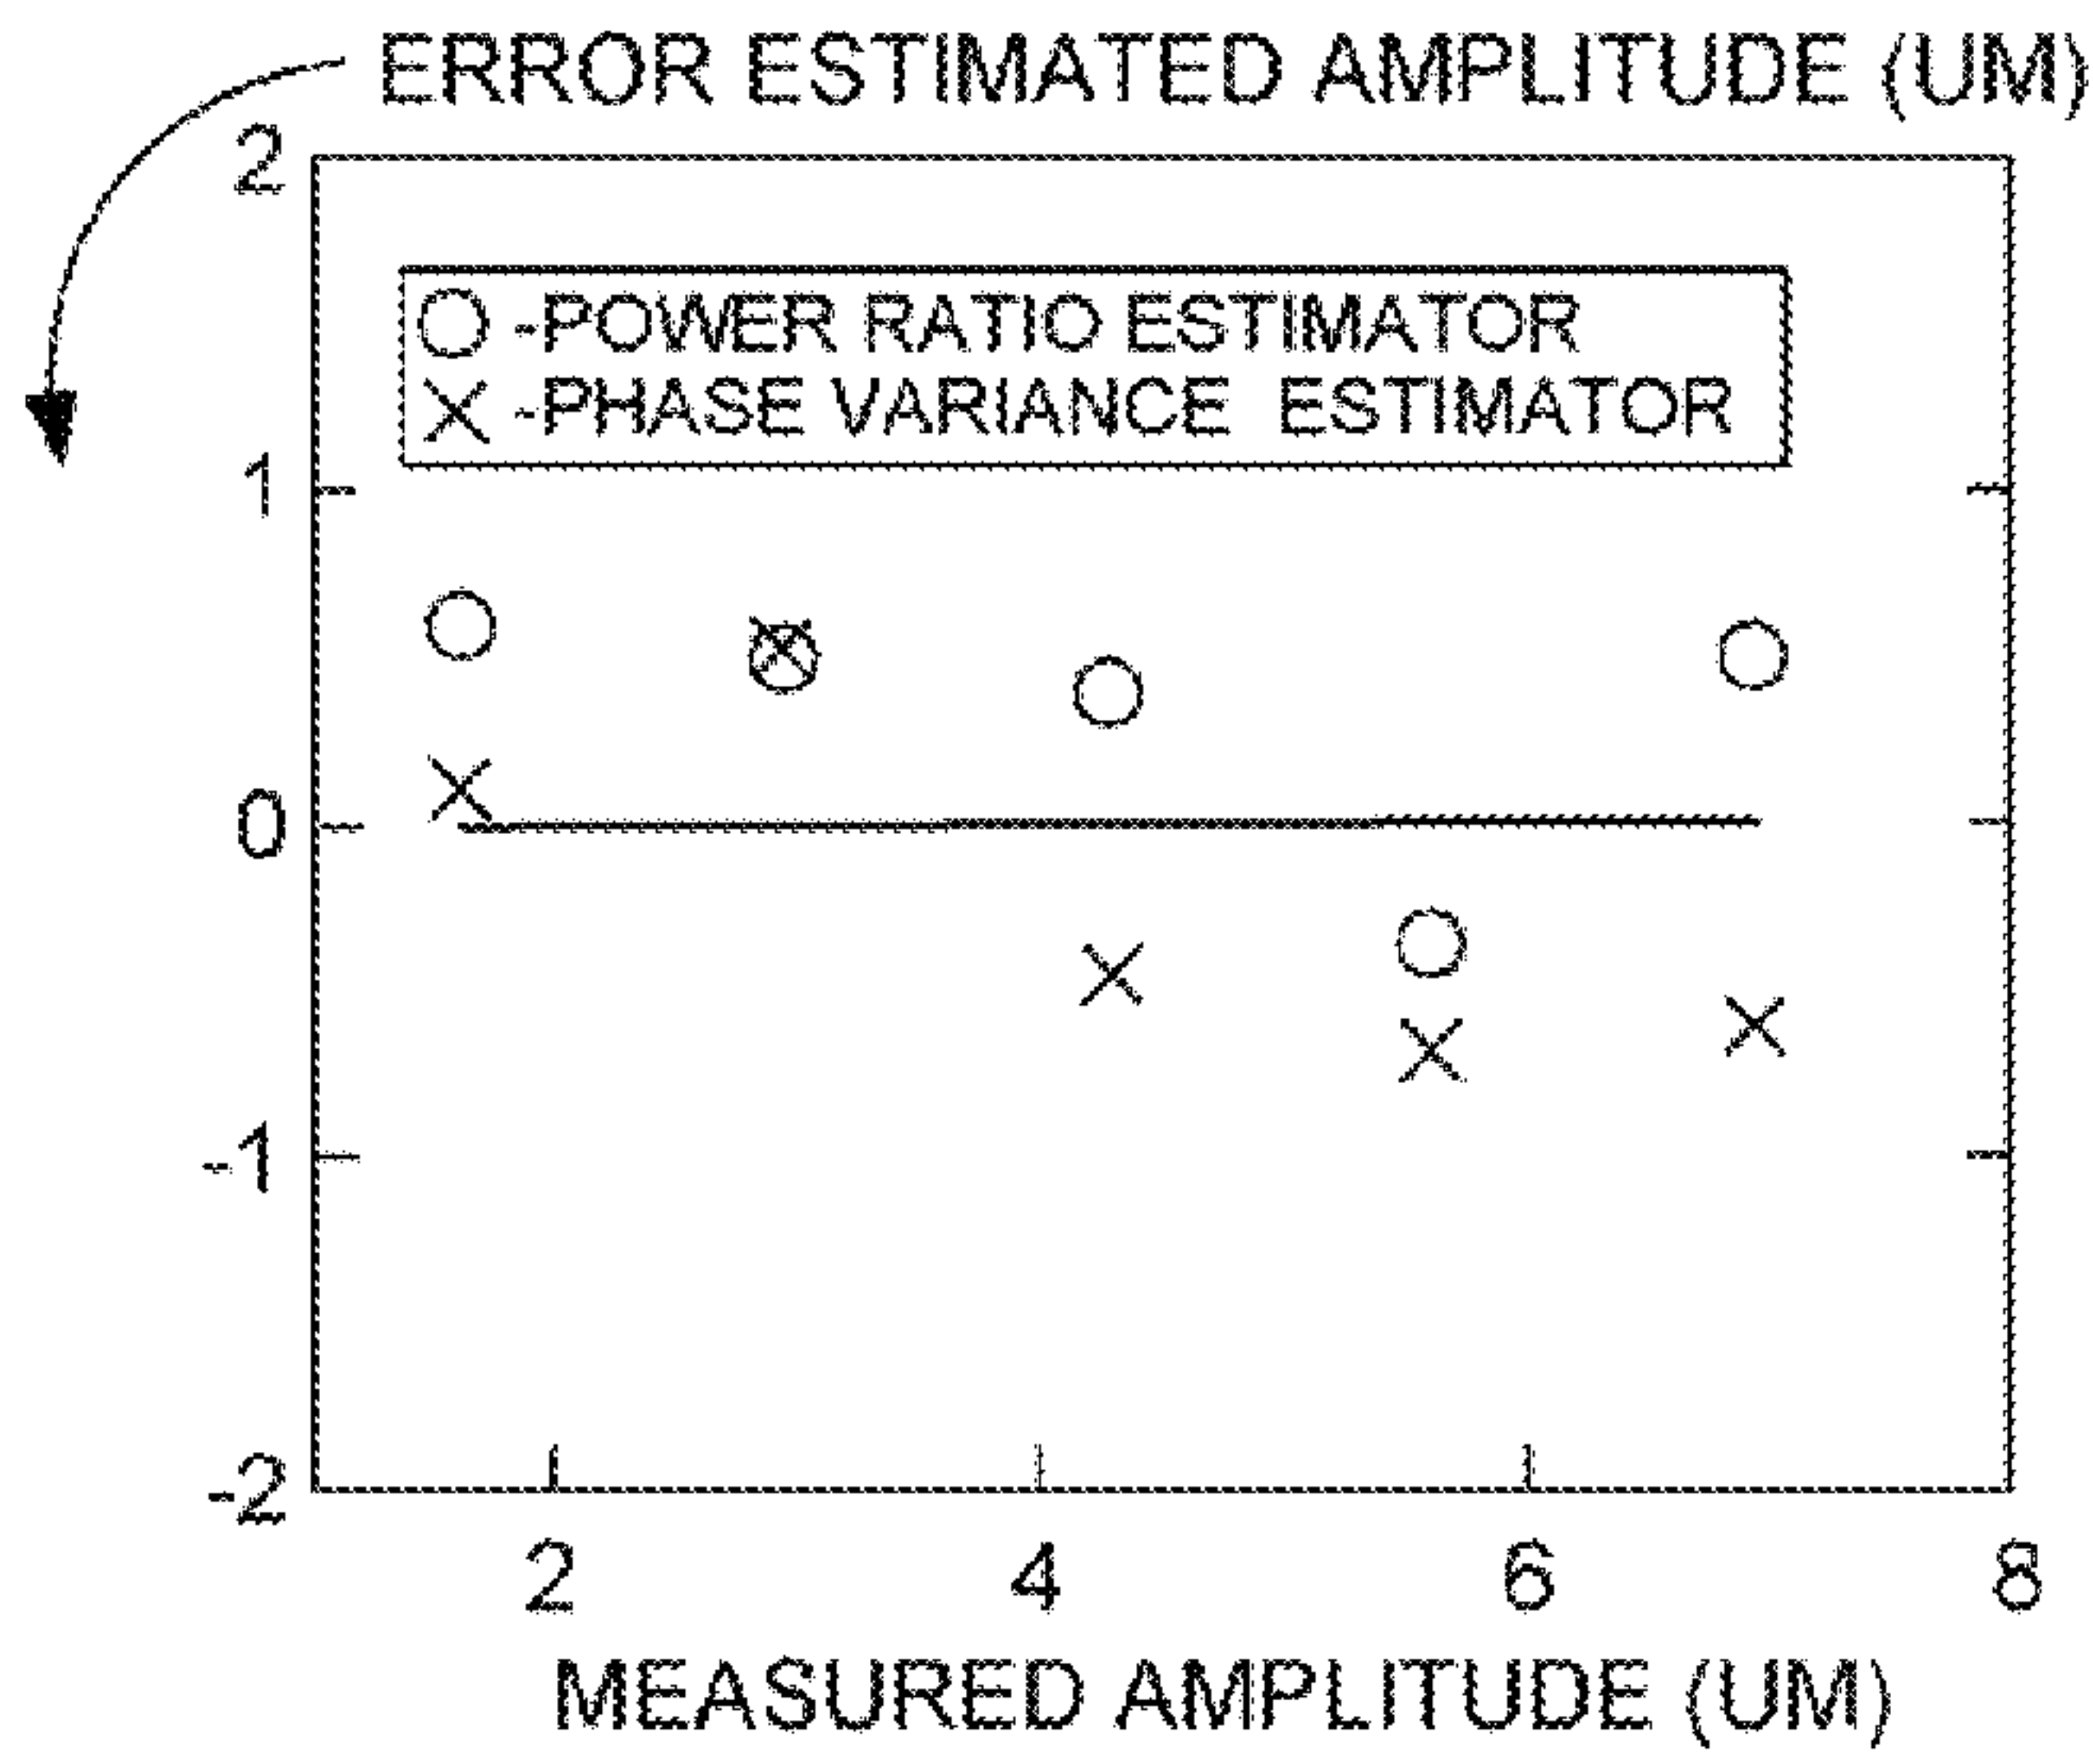 ERROR ESTIMATED AMPLITUDE (UM)
2
O -POWER RATIO ESTIMATOR
X -PHASE VARIANCE ESTIMATOR
1
0
-1
-2
2 4 6 8
MEASURED AMPLITUDE (UM)